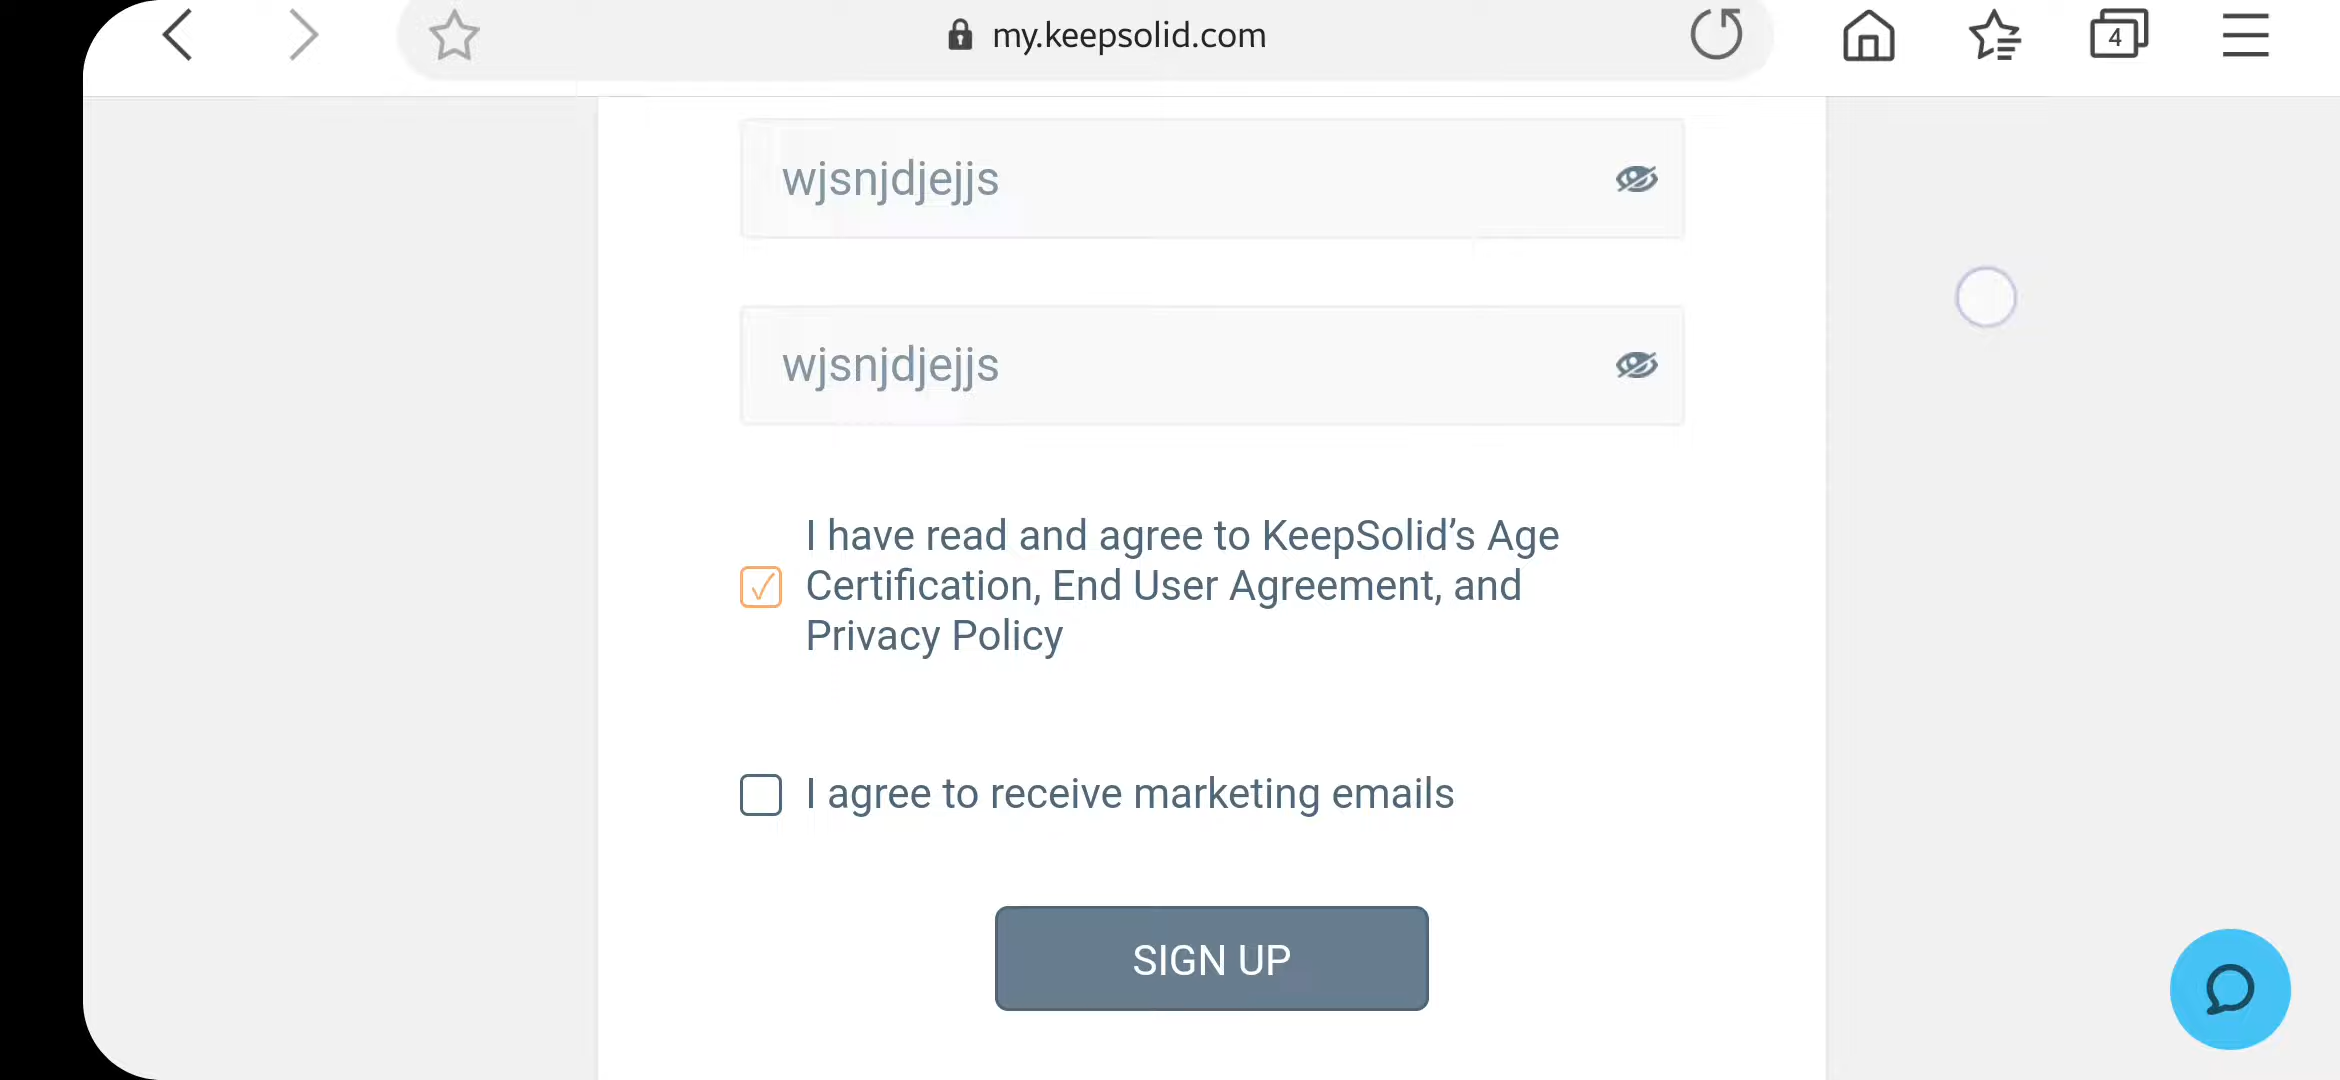 my.keepsolid.com
4
wjsnjdjejjs
wjsnjdjejjs
I have read and agree to KeepSolid’s Age
Certification, End User Agreement, and
Privacy Policy
I agree to receive marketing emails
SIGN UP